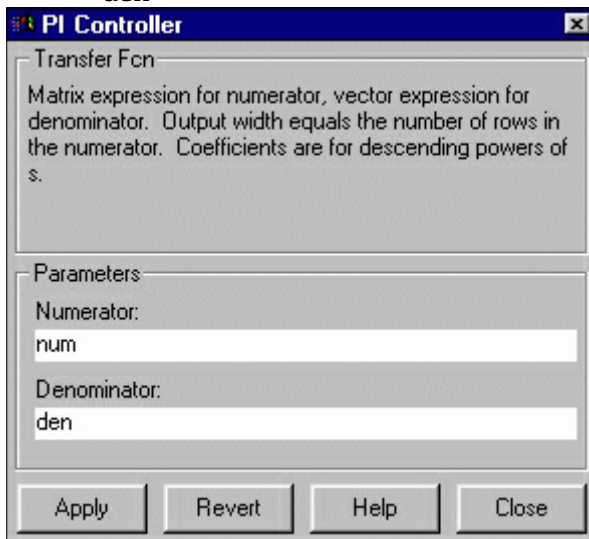 PI Controller
Transfer Fcn
Matrix expression for numerator, vector expression for
denominator. Output width equals the number of rows in
the numerator. Coefficients are for descending powers of
s.
Parameters
Numerator:
num
Denominator:
den
Apply Revert Help Close